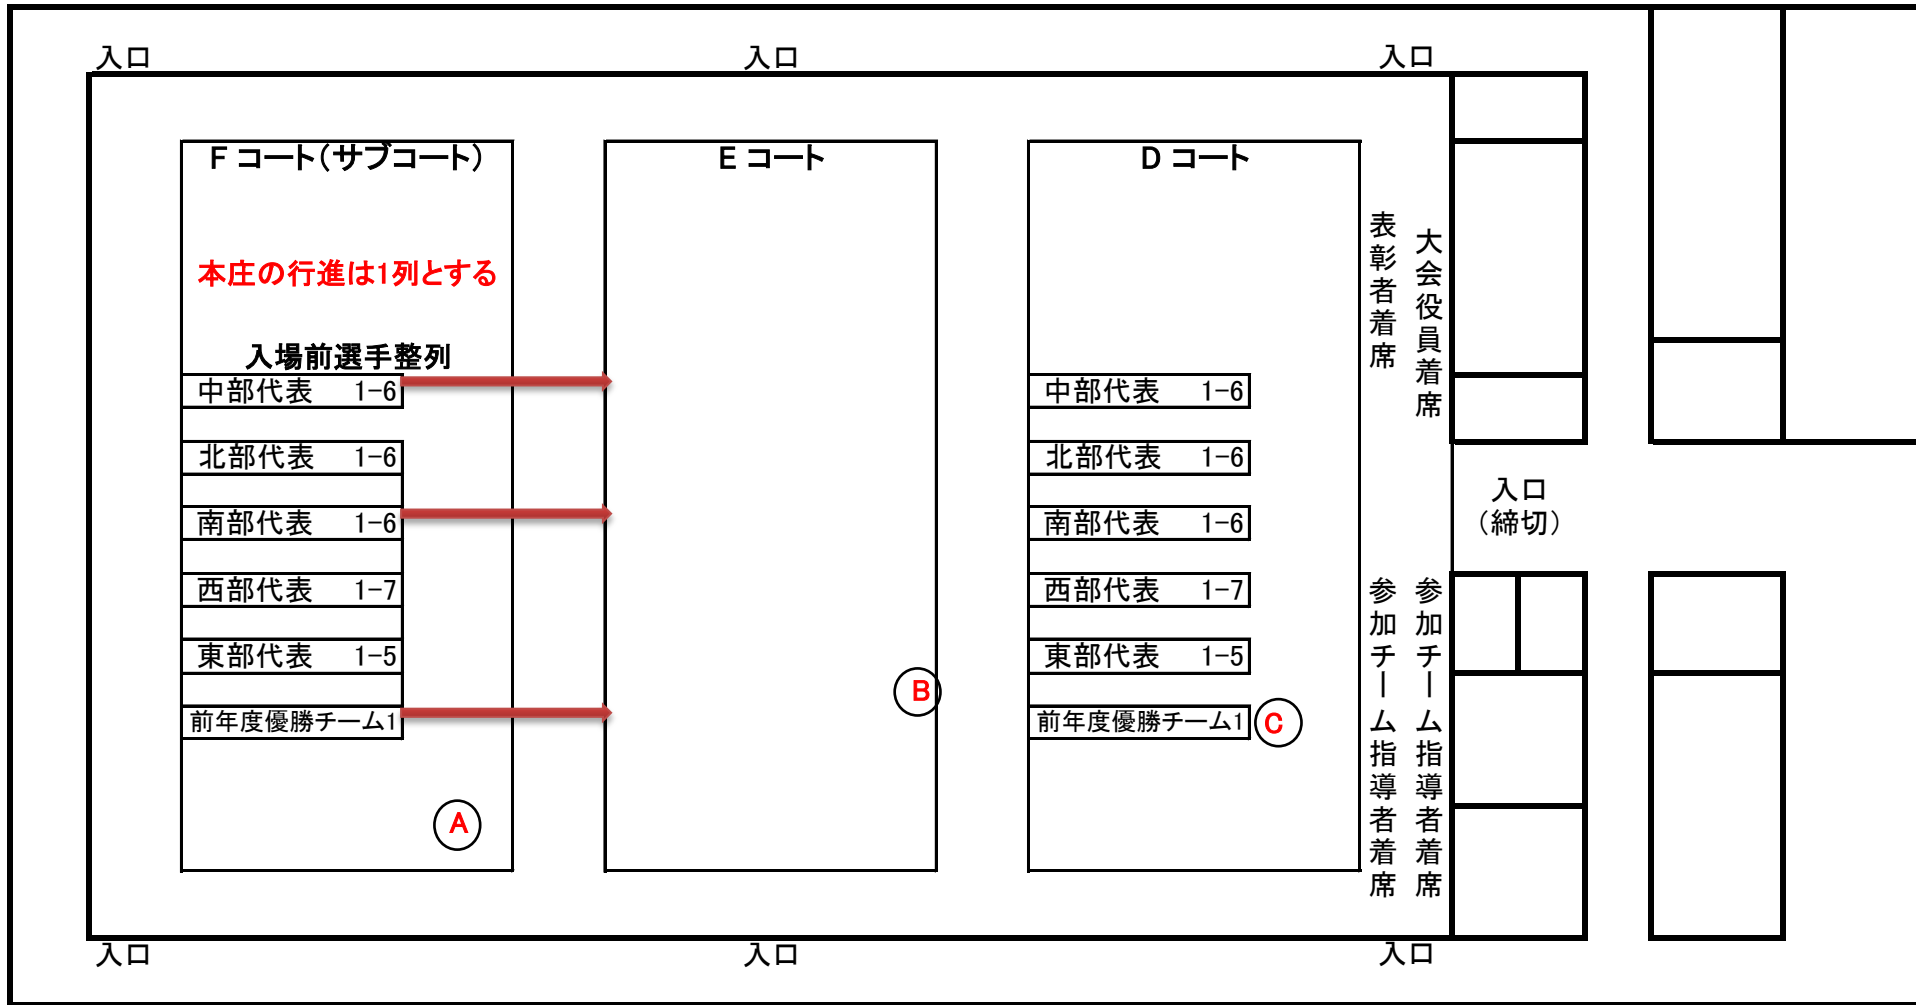 入口
入口
入口
F コート(サブコート)
E コート
D コート
本庄の行進は1列とする
入場前選手整列
中部代表 1-6
北部代表 1-6
南部代表 1-6
西部代表 1-7
東部代表 1-5
前年度優勝チーム1
A
B
中部代表 1-6
北部代表 1-6
南部代表 1-6
西部代表 1-7
東部代表 1-5
前年度優勝チーム1
C
表彰者着席
大会役員着席
入口
(締切)
参加チーム指導者着席
参加チーム指導者着席
入口
入口
入口